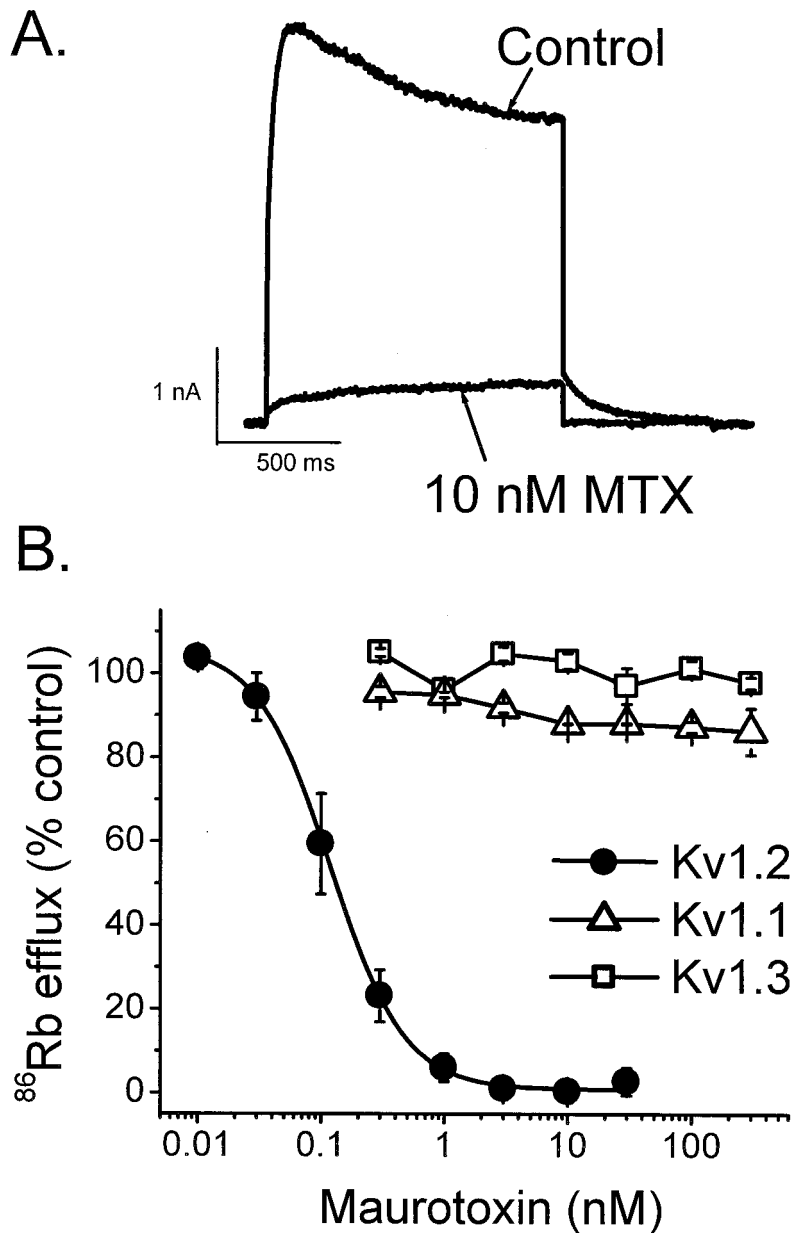 A.
Control
1 nA
500 ms
10 nM MTX
B.
⁸⁶Rb efflux (% control)
100
80
60
40
20
0
Kv1.2
Kv1.1
Kv1.3
0.01 0.1 1 10 100
Maurotoxin (nM)